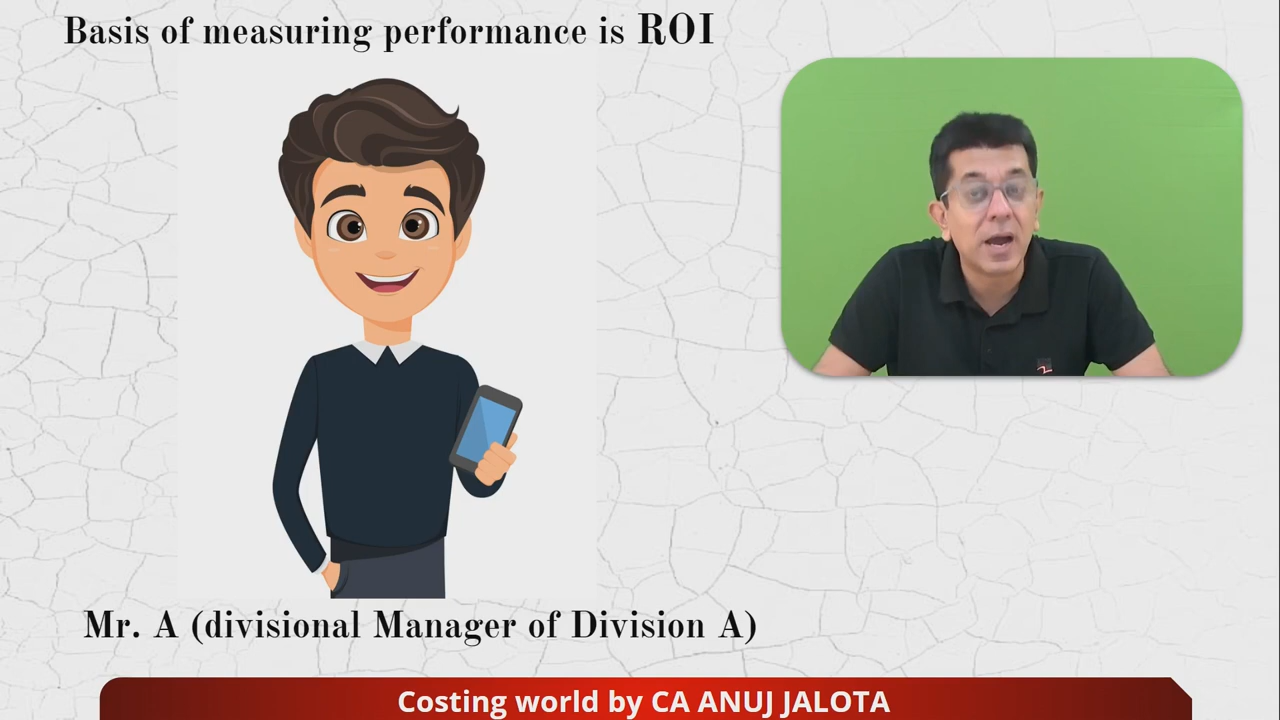 Basis of measuring performance is ROI
Mr. A (divisional Manager of Division A)
Costing world by CA ANUJ JALOTA